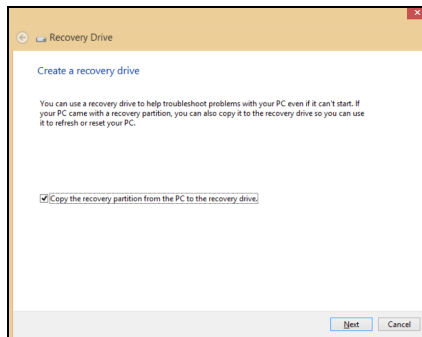 Recovery Drive
Create a recovery drive
You can use a recovery drive to help troubleshoot problems with your PC even if it can't start. If
your PC came with a recovery partition, you can also copy it to the recovery drive so you can use
it to refresh or reset your PC.
Copy the recovery partition from the PC to the recovery drive.
Next Cancel